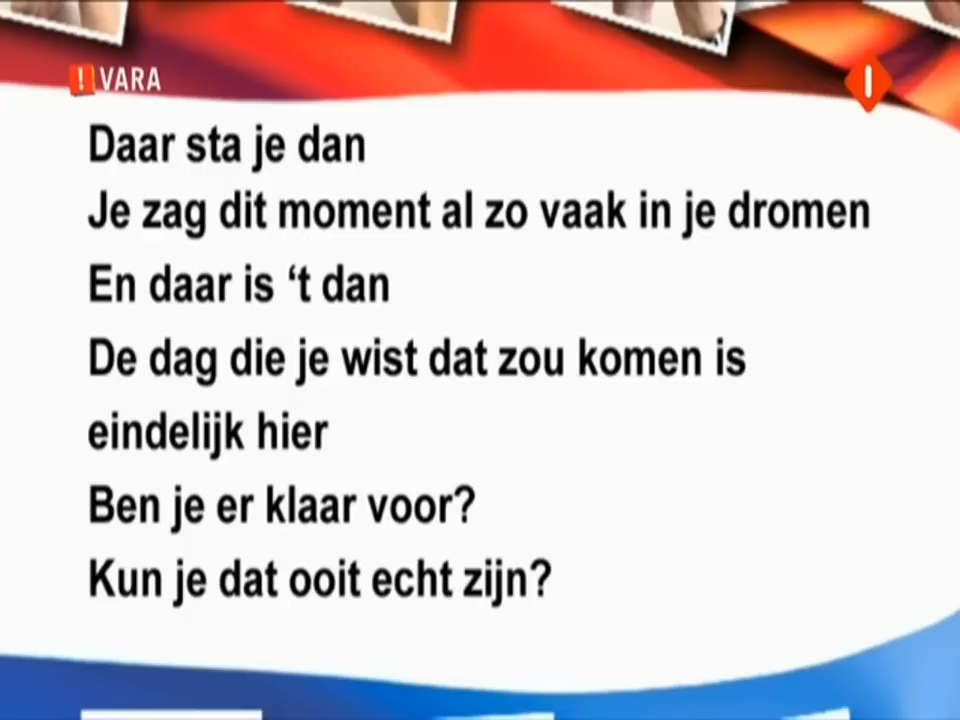 ! VARA
Daar sta je dan
Je zag dit moment al zo vaak in je dromen
En daar is ‘t dan
De dag die je wist dat zou komen is
eindelijk hier
Ben je er klaar voor?
Kun je dat ooit echt zijn?